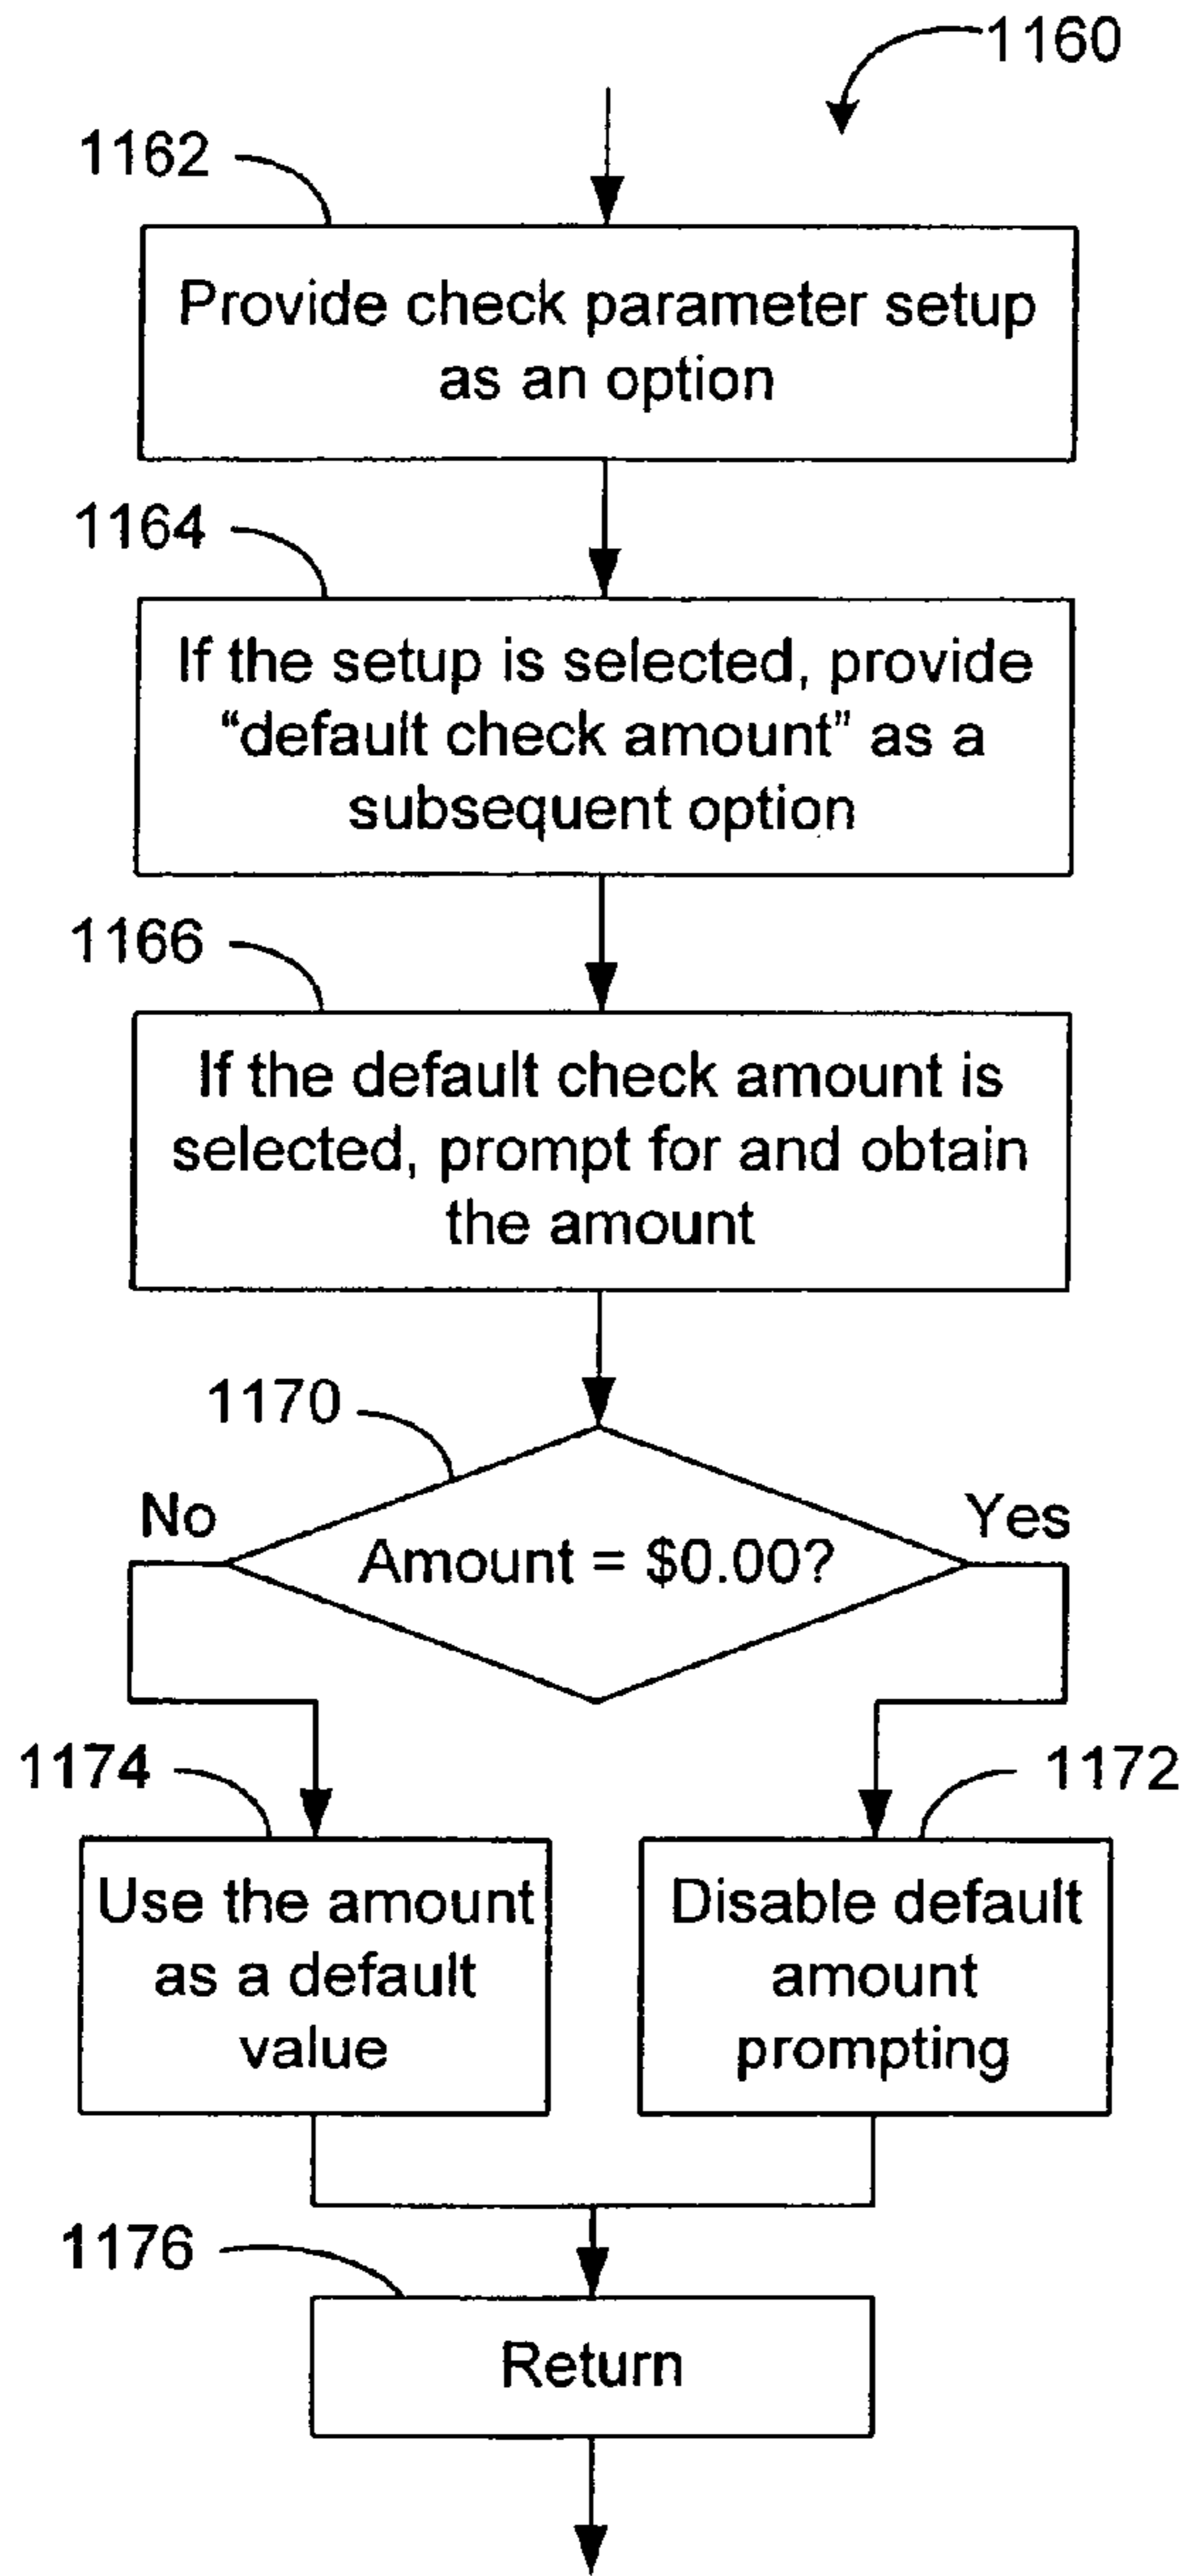 1160
1162
Provide check parameter setup
as an option
1164
If the setup is selected, provide
“default check amount” as a
subsequent option
1166
If the default check amount is
selected, prompt for and obtain
the amount
1170
No
Yes
Amount = $0.00?
1174
1172
Use the amount
as a default
value
Disable default
amount
prompting
1176
Return